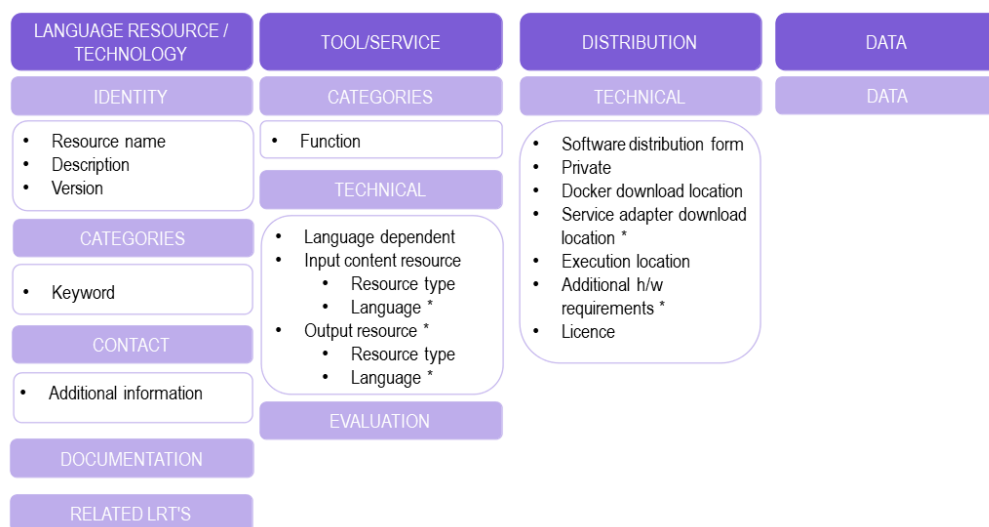 LANGUAGE RESOURCE /
TECHNOLOGY
IDENTITY
• Resource name
• Description
• Version
CATEGORIES
• Keyword
CONTACT
• Additional information
DOCUMENTATION
RELATED LRT'S
TOOL/SERVICE
CATEGORIES
• Function
TECHNICAL
• Language dependent
• Input content resource
• Resource type
• Language *
• Output resource *
• Resource type
• Language *
EVALUATION
DISTRIBUTION
TECHNICAL
• Software distribution form
• Private
• Docker download location
• Service adapter download
location *
• Execution location
• Additional h/w
requirements *
• Licence
DATA
DATA